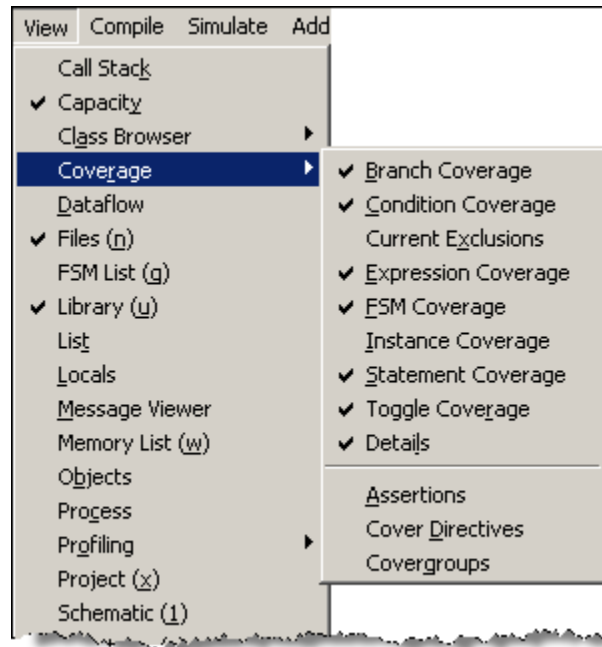 View Compile Simulate Add
Call Stack
✔ Capacity
Class Browser
Coverage
Dataflow
✔ Files (n)
FSM List (g)
✔ Library (u)
List
Locals
Message Viewer
Memory List (w)
Objects
Process
Profiling
Project (x)
Schematic (1)
✔ Branch Coverage
✔ Condition Coverage
Current Exclusions
✔ Expression Coverage
✔ FSM Coverage
Instance Coverage
✔ Statement Coverage
✔ Toggle Coverage
✔ Details
Assertions
Cover Directives
Covergroups